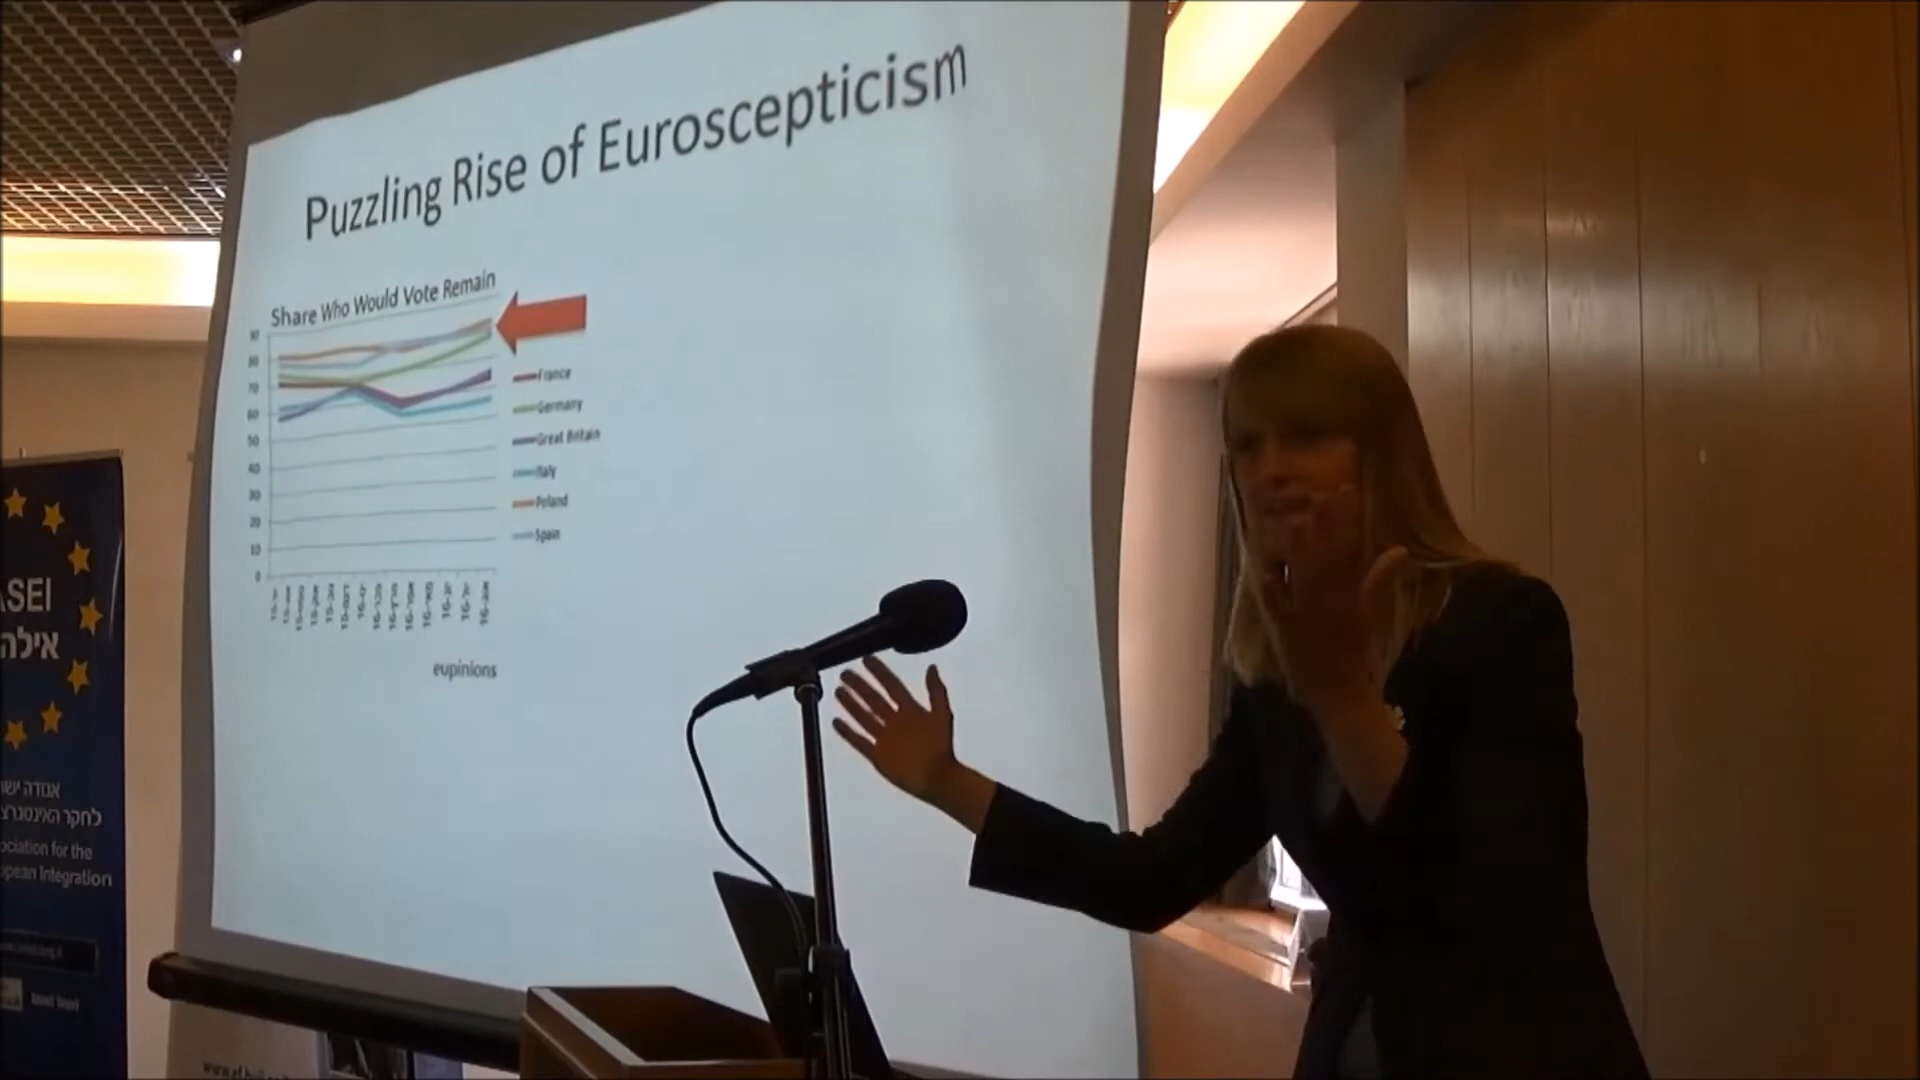 Puzzling Rise of Euroscepticism
Share Who Would Vote Remain
90
80
70
60
50
40
30
20
10
0
France
Germany
Great Britain
Italy
Poland
Spain
eupinions
ASEI
אילה
אגודה ישר
לחקר האינטגרצ
ociation for the
opean Integration